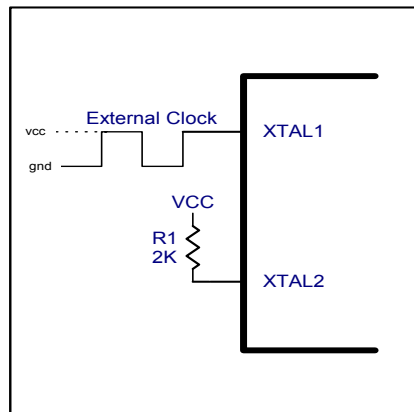 External Clock
vcc
XTAL1
gnd
VCC
R1
2K
XTAL2